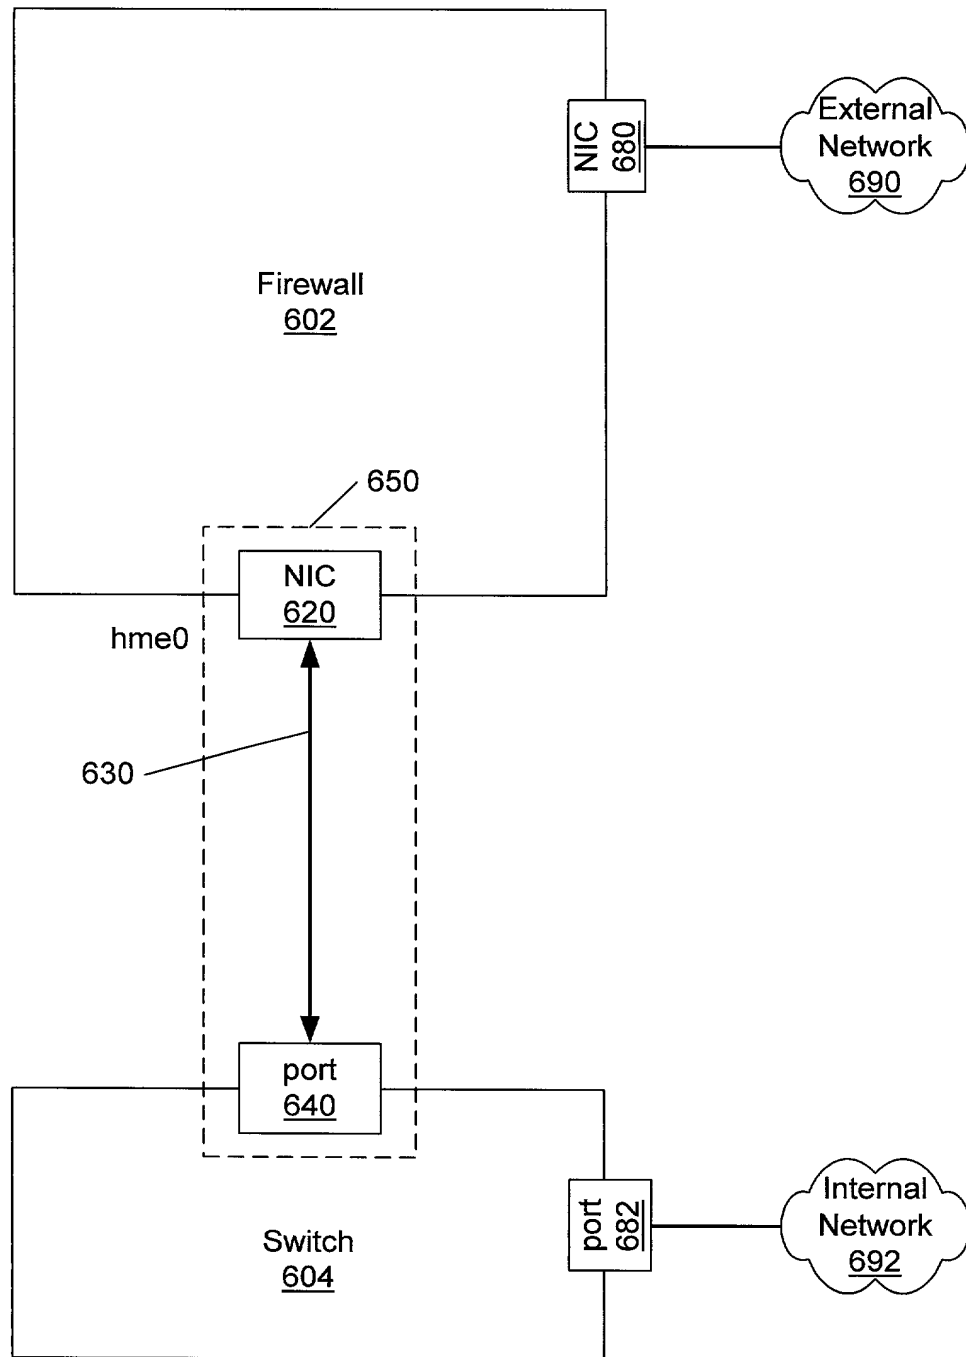 External
Network
690
NIC
680
Firewall
602
650
NIC
620
hme0
630
port
640
Internal
Network
692
port
682
Switch
604